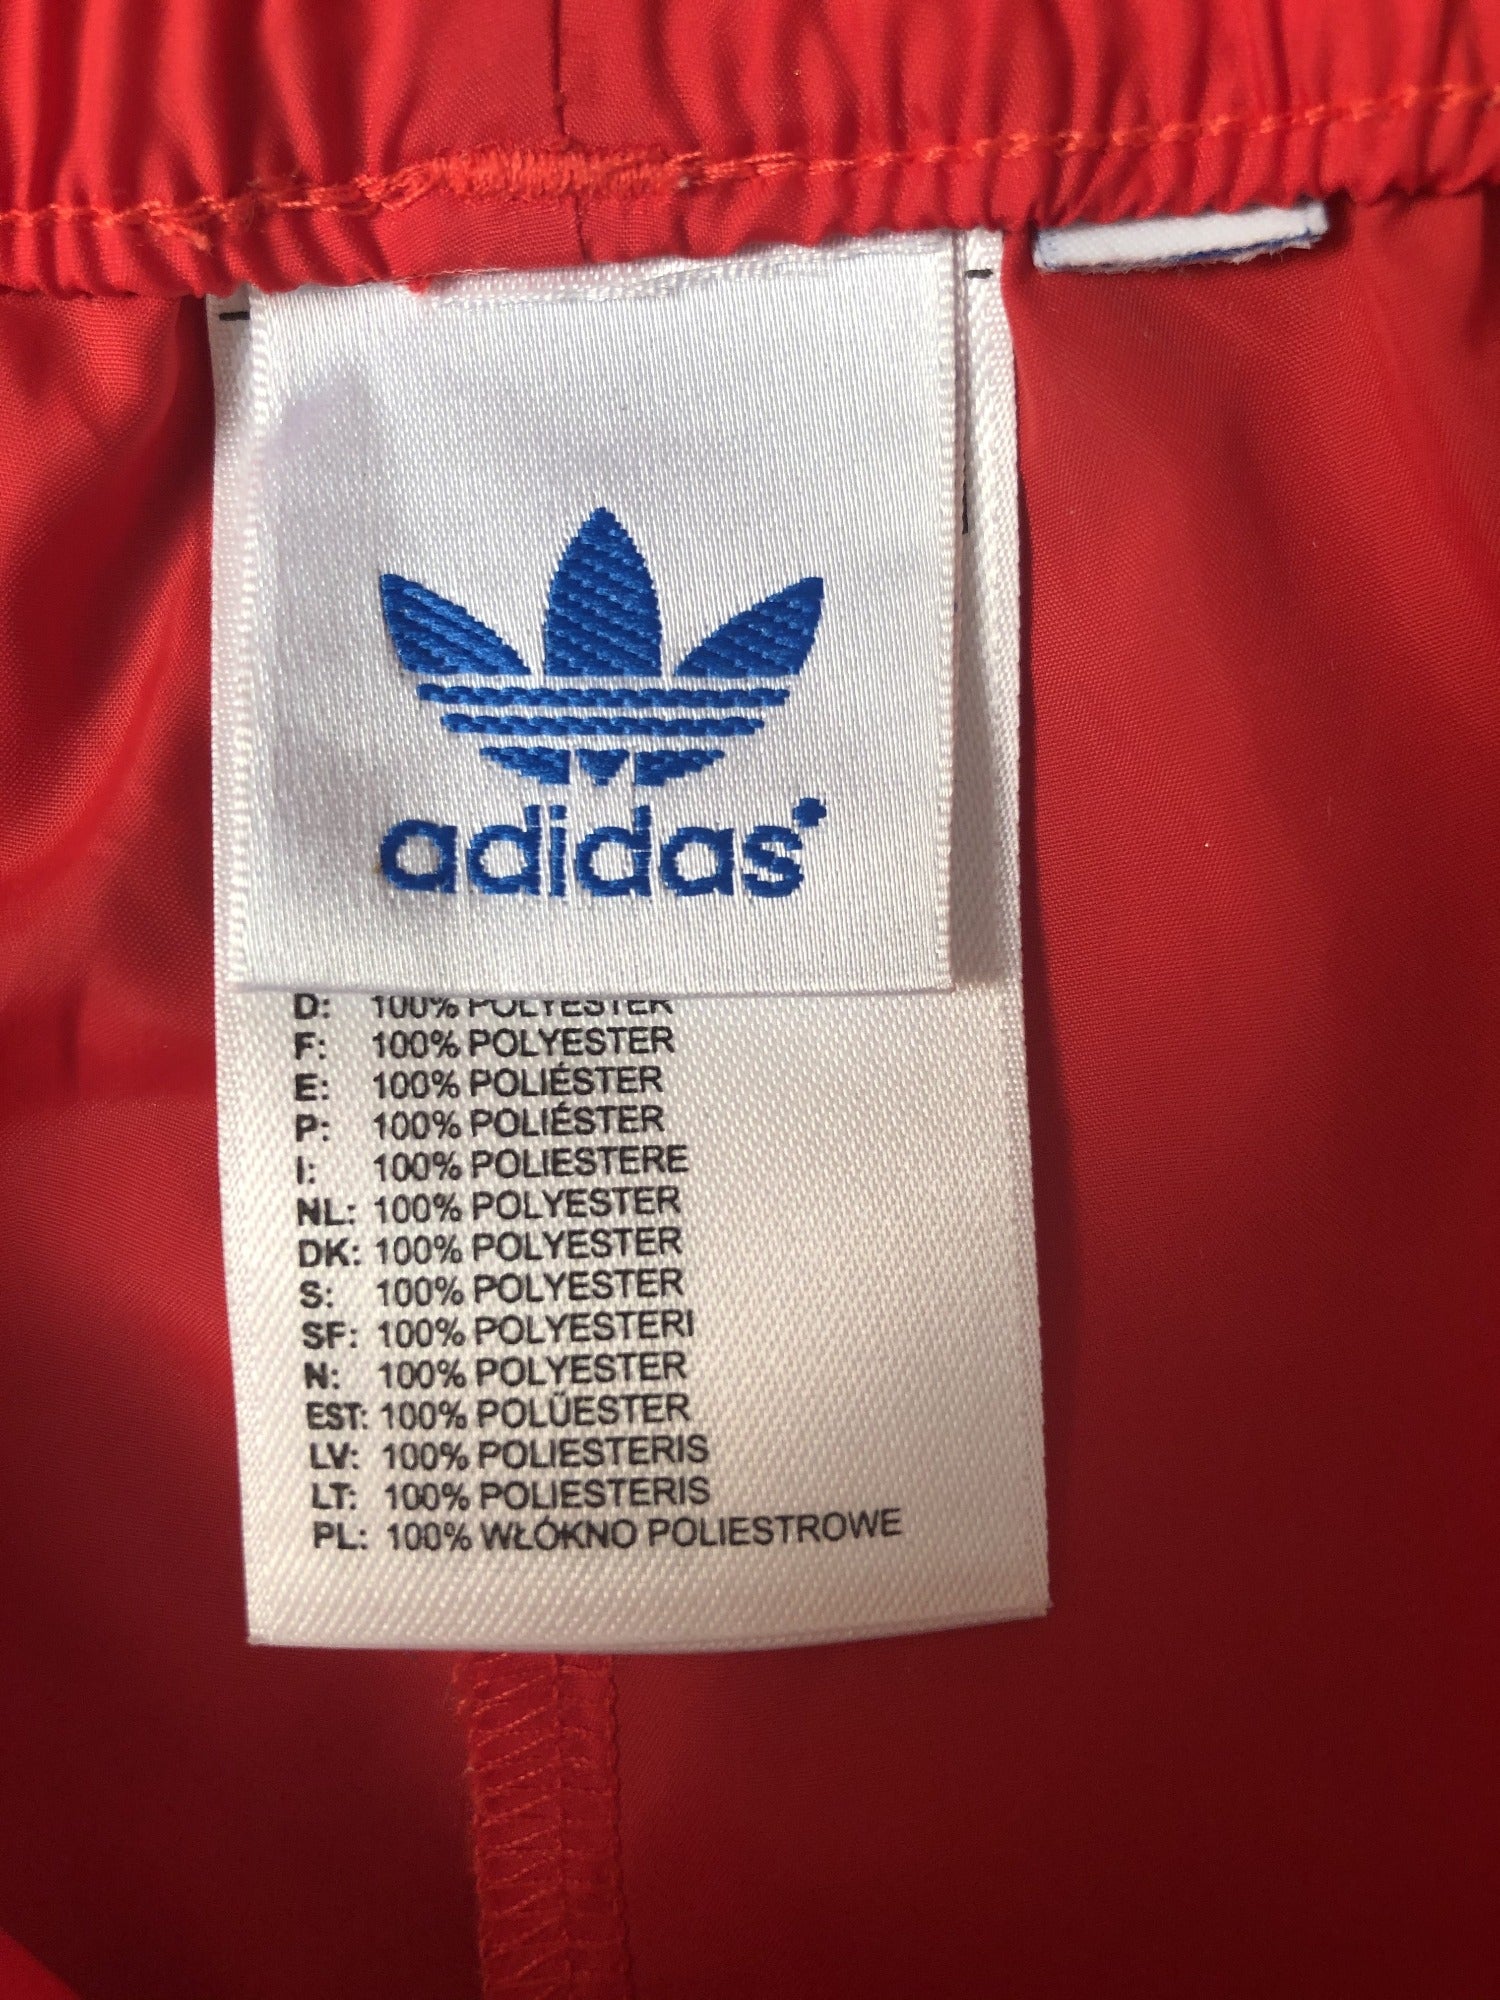 adidas
D: 100% POLYESTER
F: 100% POLYESTER
E: 100% POLIÉSTER
P: 100% POLIÉSTER
I: 100% POLIESTERE
NL: 100% POLYESTER
DK: 100% POLYESTER
S: 100% POLYESTER
SF: 100% POLYESTERI
N: 100% POLYESTER
EST: 100% POLÜESTER
LV: 100% POLIESTERIS
LT: 100% POLIESTERIS
PL: 100% WŁÓKNO POLIESTROWE